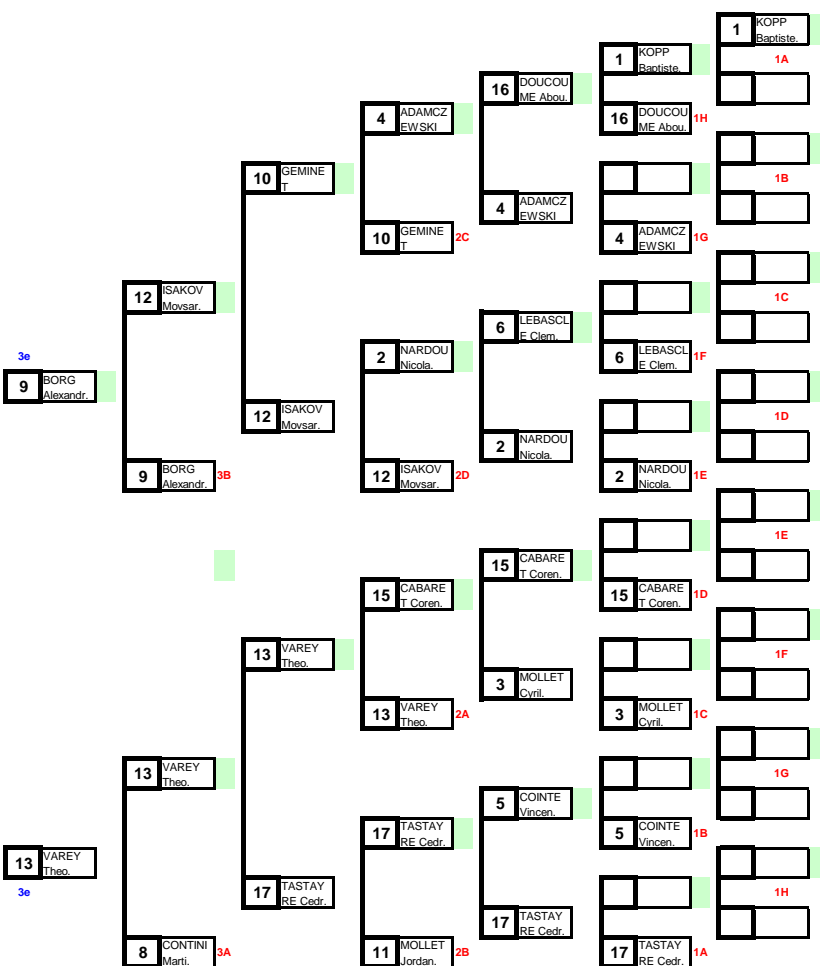 1 KOPP
Baptiste.
1A
1 KOPP
Baptiste.
16 DOUCOU
ME Abou.
4 ADAMCZ
EWSKI
16 DOUCOU
ME Abou.
1H
1B
10 GEMINE
T
4 ADAMCZ
EWSKI
10 GEMINE
T
2C
4 ADAMCZ
EWSKI
1G
12 ISAKOV
Movsar.
1C
6 LEBASCL
E Clem.
3e
2 NARDOU
Nicola.
6 LEBASCL
E Clem.
1F
9 BORG
Alexandr.
12 ISAKOV
Movsar.
1D
2 NARDOU
Nicola.
9 BORG
Alexandr.
3B
12 ISAKOV
Movsar.
2D
2 NARDOU
Nicola.
1E
1E
15 CABARE
T Coren.
15 CABARE
T Coren.
15 CABARE
T Coren.
1D
13 VAREY
Theo.
1F
3 MOLLET
Cyril.
13 VAREY
Theo.
2A
3 MOLLET
Cyril.
1C
13 VAREY
Theo.
1G
5 COINTE
Vincen.
17 TASTAY
RE Cedr.
5 COINTE
Vincen.
1B
13 VAREY
Theo.
3e
17 TASTAY
RE Cedr.
1H
17 TASTAY
RE Cedr.
8 CONTINI
Marti.
3A
11 MOLLET
Jordan.
2B
17 TASTAY
RE Cedr.
1A